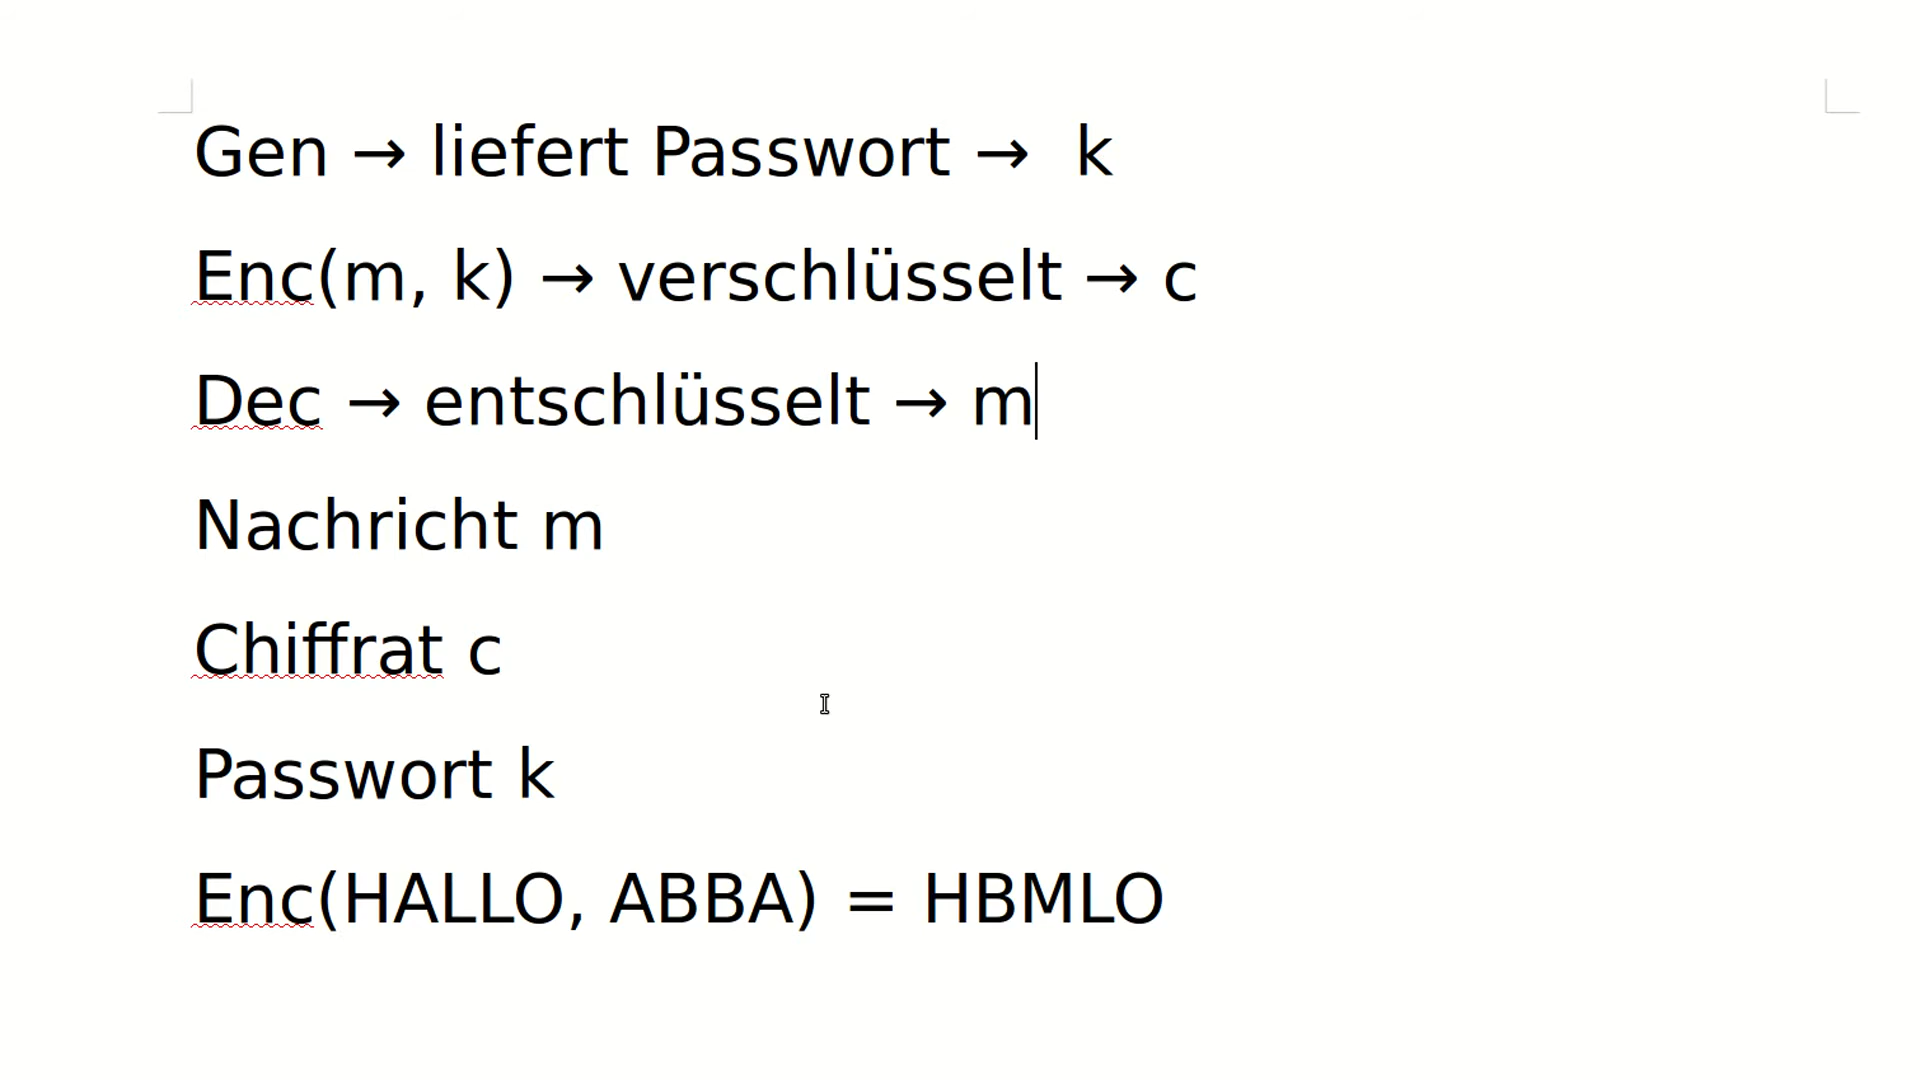 Gen → liefert Passwort →  k
Enc(m, k) → verschlüsselt → c
Dec → entschlüsselt → m
Nachricht m
Chiffrat c
Passwort k
Enc(HALLO, ABBA) = HBMLO